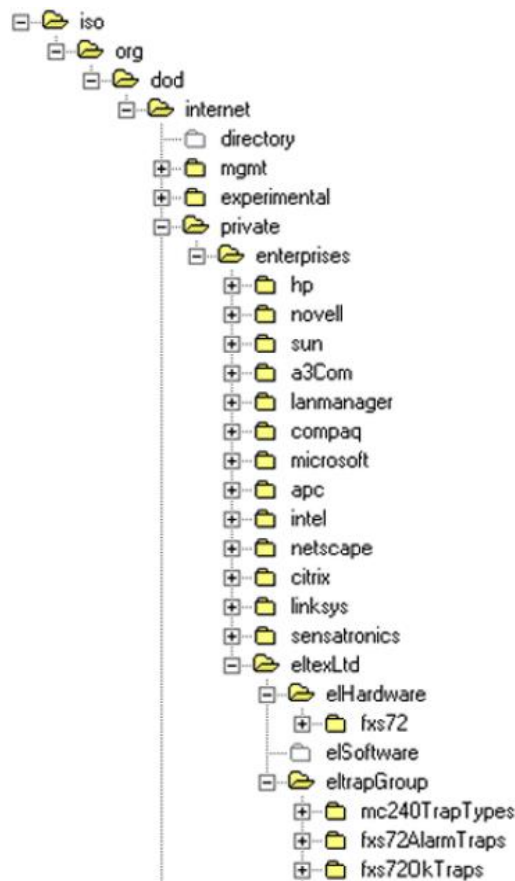 iso
org
dod
internet
directory
mgmt
experimental
private
enterprises
hp
novell
sun
a3Com
lanmanager
compaq
microsoft
apc
intel
netscape
citrix
linksys
sensatronics
eltexLtd
elHardware
fxs72
elSoftware
eltrapGroup
mc240TrapTypes
fxs72AlarmTraps
fxs72OkTraps